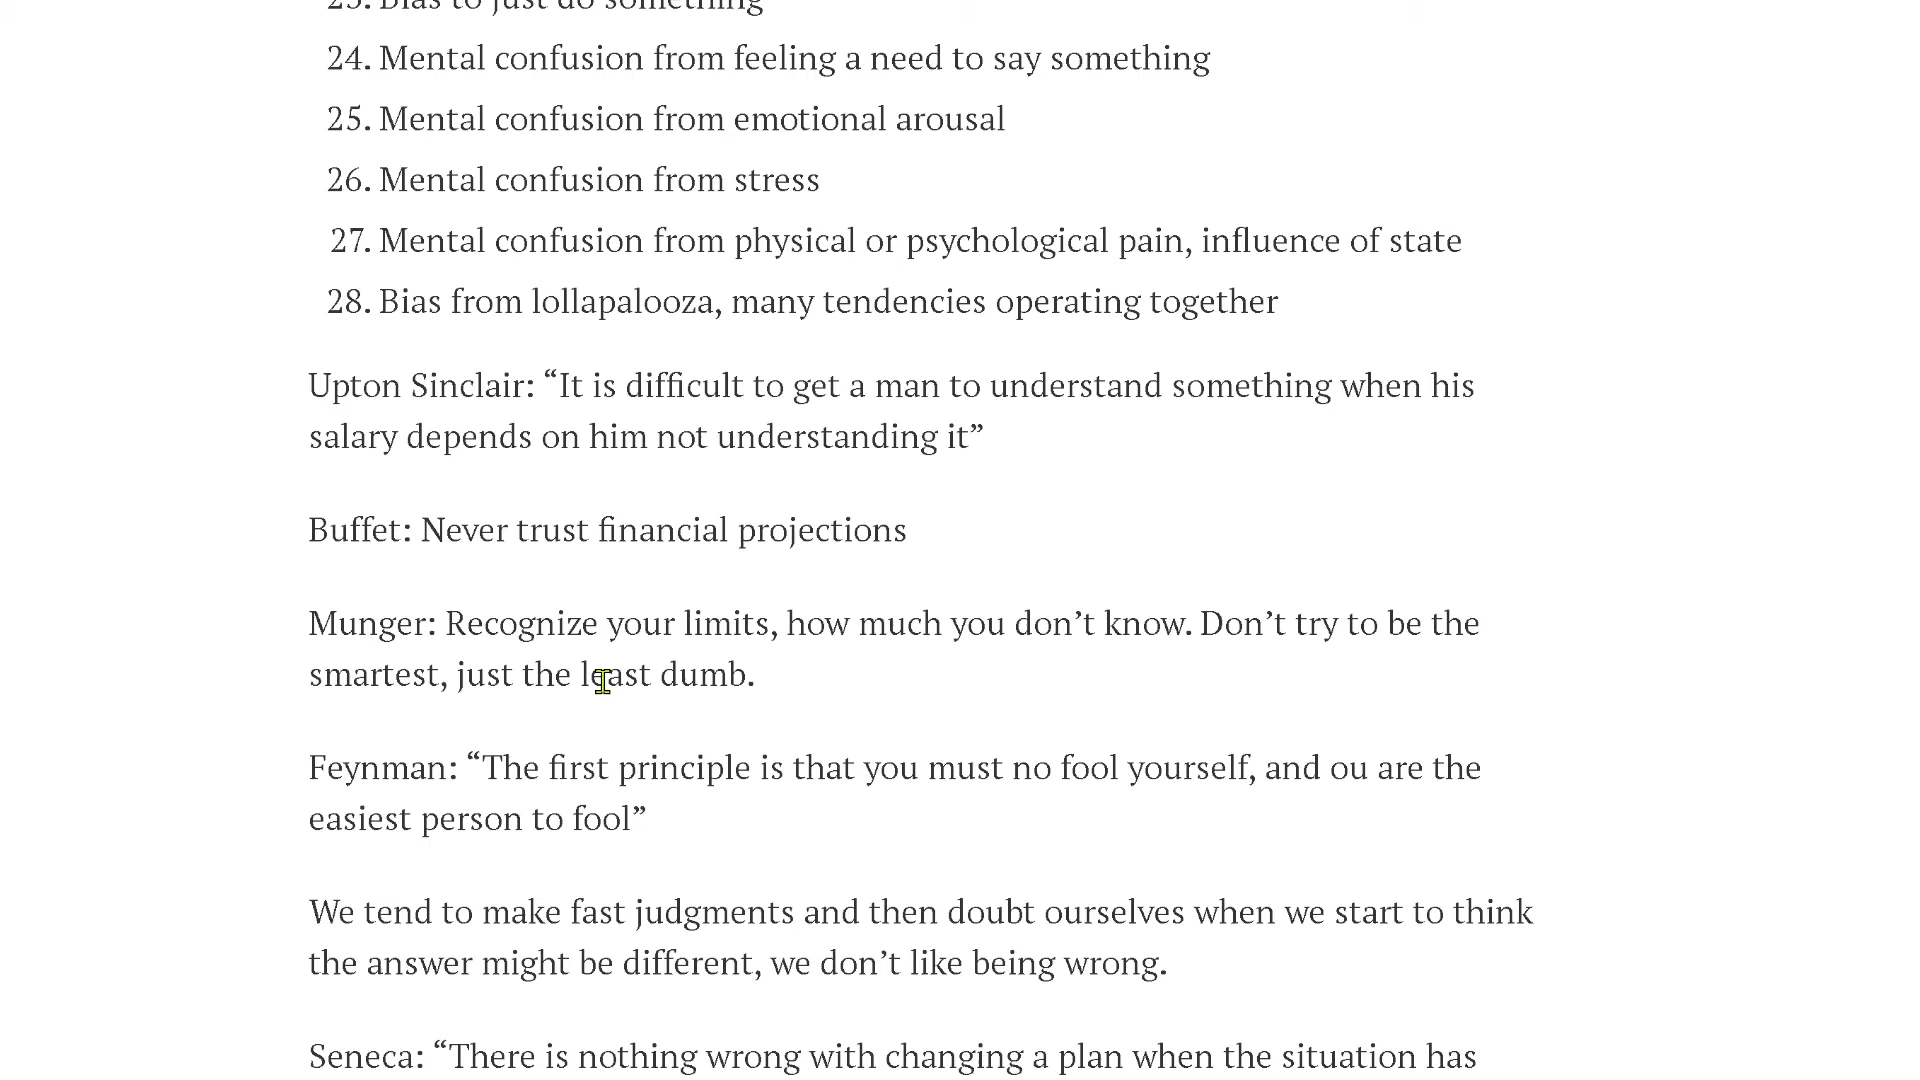 23. Bias to just do something
24. Mental confusion from feeling a need to say something
25. Mental confusion from emotional arousal
26. Mental confusion from stress
27. Mental confusion from physical or psychological pain, influence of state
28. Bias from lollapalooza, many tendencies operating together
Upton Sinclair: “It is difficult to get a man to understand something when his
salary depends on him not understanding it”
Buffet: Never trust financial projections
Munger: Recognize your limits, how much you don’t know. Don’t try to be the
smartest, just the least dumb.
Feynman: “The first principle is that you must no fool yourself, and ou are the
easiest person to fool”
We tend to make fast judgments and then doubt ourselves when we start to think
the answer might be different, we don’t like being wrong.
Seneca: “There is nothing wrong with changing a plan when the situation has